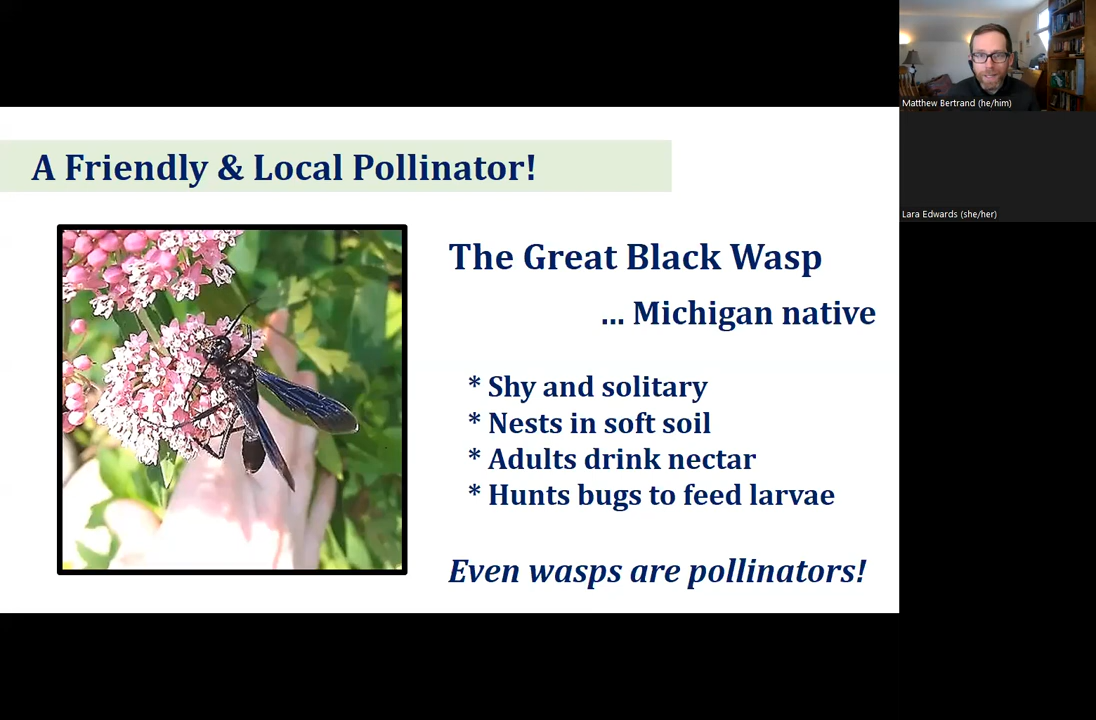 A Friendly & Local Pollinator!
The Great Black Wasp
... Michigan native
* Shy and solitary
* Nests in soft soil
* Adults drink nectar
* Hunts bugs to feed larvae
Even wasps are pollinators!
Matthew Bertrand (he/him)
Lara Edwards (she/her)